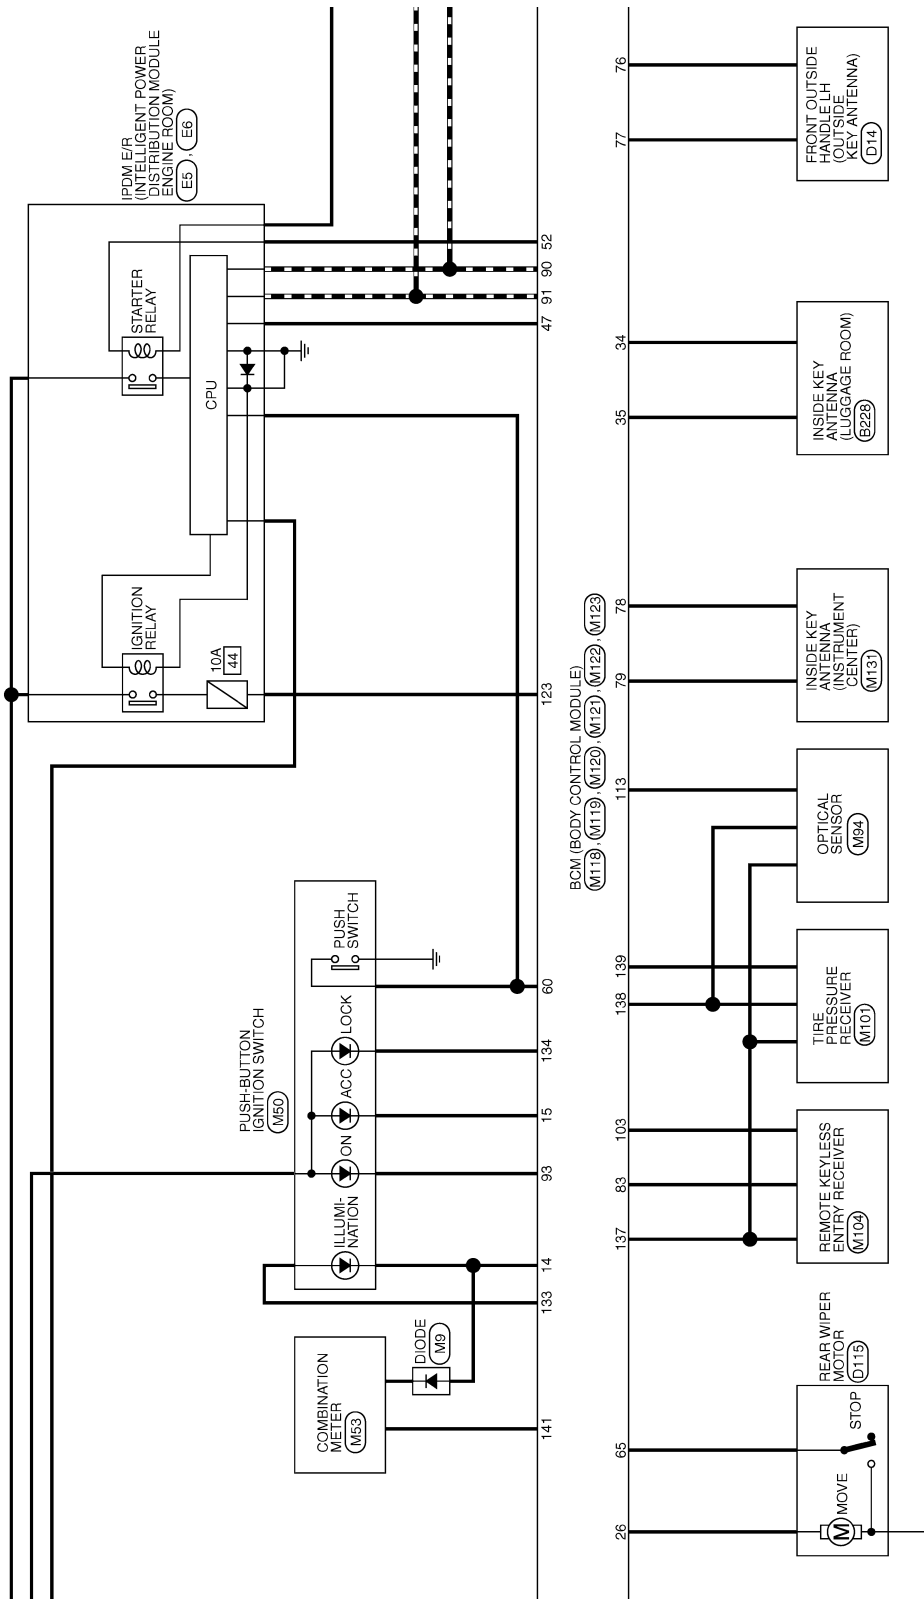 IPDM E/R
(INTELLIGENT POWER
DISTRIBUTION MODULE
ENGINE ROOM)
E5 , E6
STARTER
RELAY
CPU
IGNITION
RELAY
10A
44
52
90
91
47
123
PUSH-BUTTON
IGNITION SWITCH
M50
PUSH
SWITCH
LOCK
ACC
ON
ILLUMI-
NATION
60
134
15
93
14
133
141
COMBINATION
METER
M53
DIODE
M9
BCM (BODY CONTROL MODULE)
M118 , M119 , M120 , M121 , M122 , M123
76
77
34
35
78
79
113
139
138
103
83
137
65
26
FRONT OUTSIDE
HANDLE LH
(OUTSIDE
KEY ANTENNA)
D14
INSIDE KEY
ANTENNA
(LUGGAGE ROOM)
B228
INSIDE KEY
ANTENNA
(INSTRUMENT
CENTER)
M131
OPTICAL
SENSOR
M94
TIRE
PRESSURE
RECEIVER
M101
REMOTE KEYLESS
ENTRY RECEIVER
M104
REAR WIPER
MOTOR
D115
STOP
MOVE
M